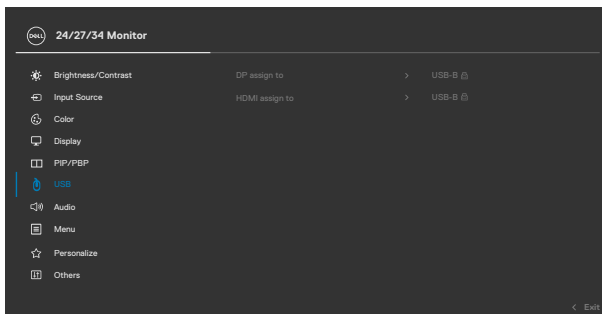 DELL 24/27/34 Monitor
Brightness/Contrast DP assign to > USB-B
Input Source HDMI assign to > USB-B
Color
Display
PIP/PBP
USB
Audio
Menu
Personalize
Others
< Exit